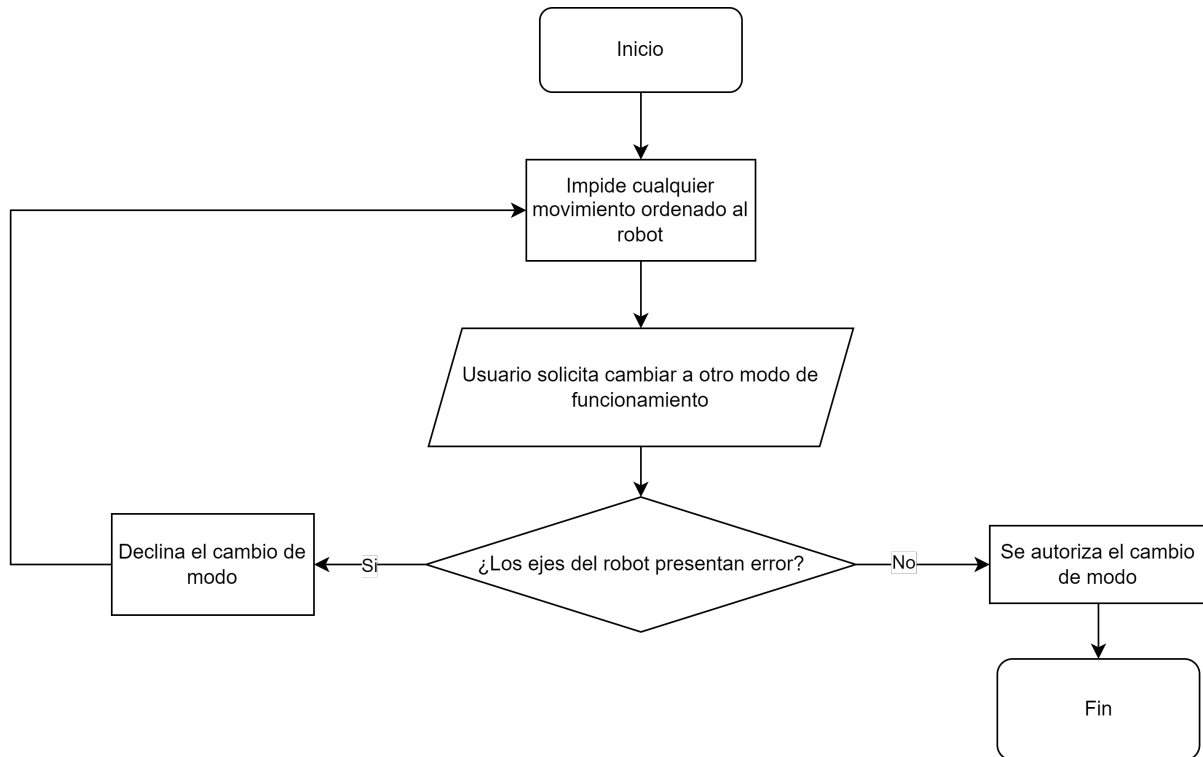 Inicio
Impide cualquier
movimiento ordenado al
robot
Usuario solicita cambiar a otro modo de
funcionamiento
Declina el cambio de
modo
Si
¿Los ejes del robot presentan error?
No
Se autoriza el cambio
de modo
Fin